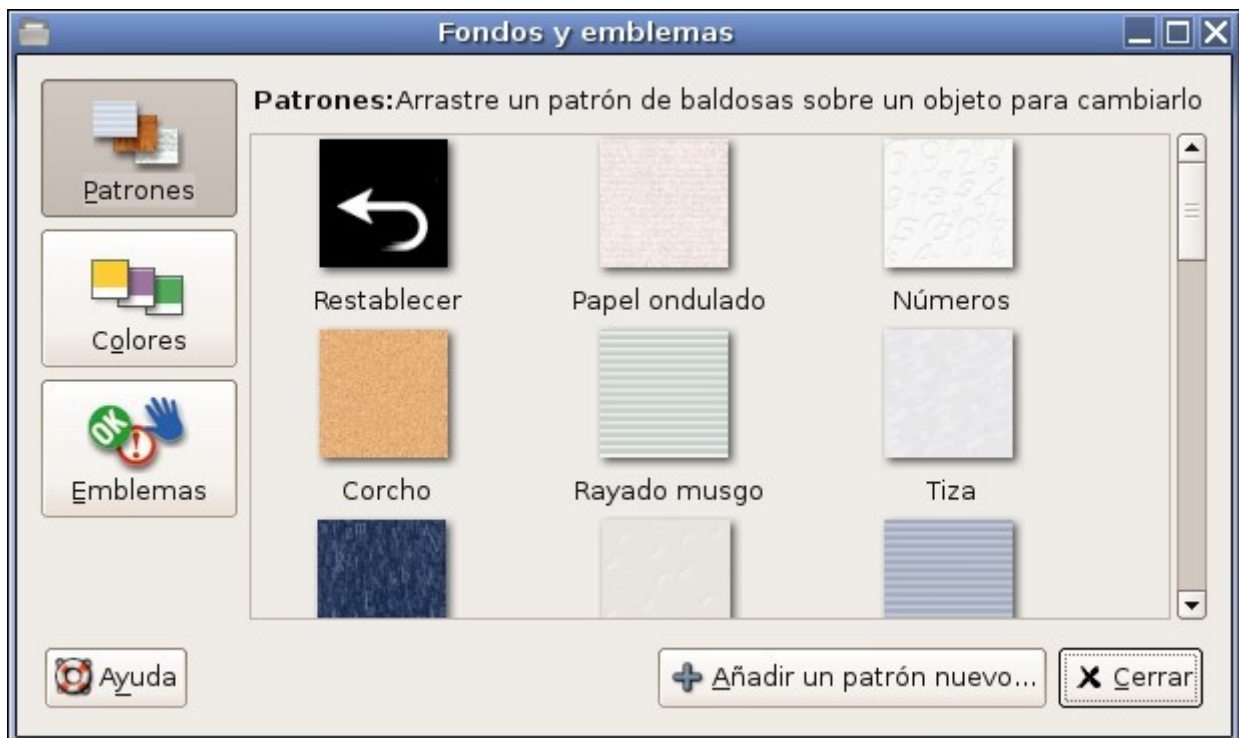 Fondos y emblemas
Patrones:Arrastre un patrón de baldosas sobre un objeto para cambiarlo
Patrones
Colores
OK
!
Emblemas
Restablecer
Papel ondulado
Números
Corcho
Rayado musgo
Tiza
Ayuda
Añadir un patrón nuevo...
Cerrar